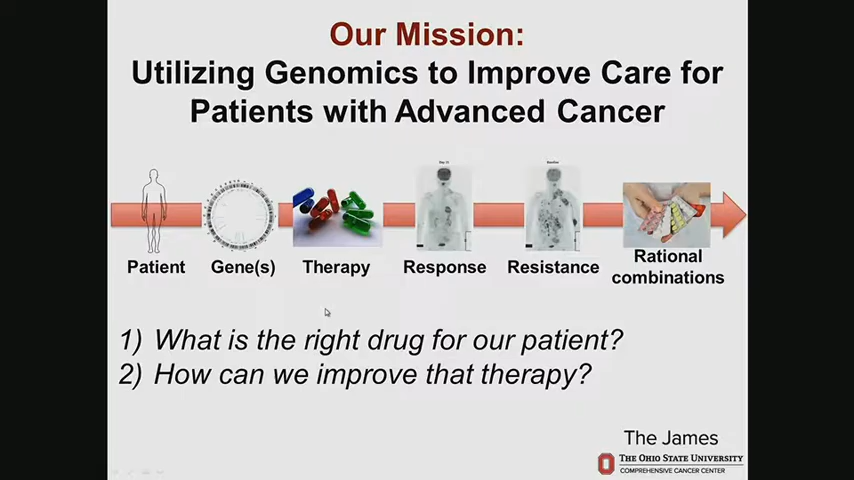 Our Mission:
Utilizing Genomics to Improve Care for
Patients with Advanced Cancer
Patient
Gene(s)
Therapy
Response
Resistance
Rational
combinations
1) What is the right drug for our patient?
2) How can we improve that therapy?
The James
THE OHIO STATE UNIVERSITY
COMPREHENSIVE CANCER CENTER